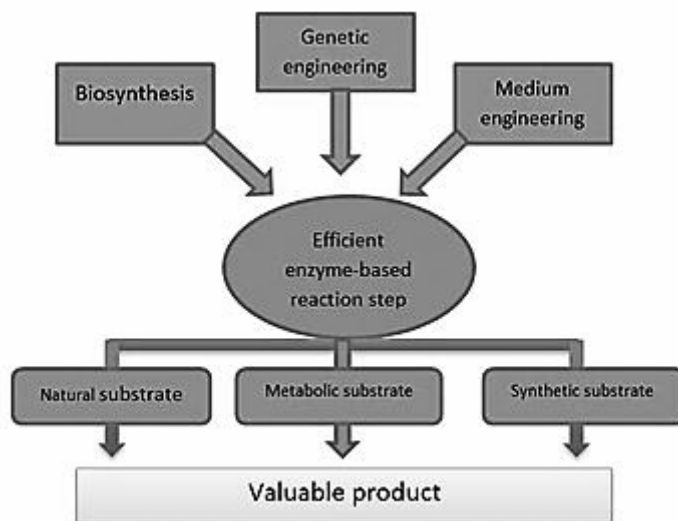 Genetic
engineering
Biosynthesis
Medium
engineering
Efficient
enzyme-based
reaction step
Natural substrate
Metabolic substrate
Synthetic substrate
Valuable product